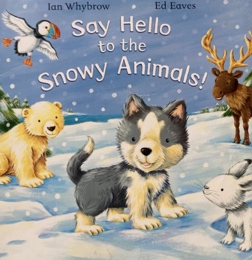 Ian Whybrow Ed Eaves
Say Hello
to the
Snowy Animals!